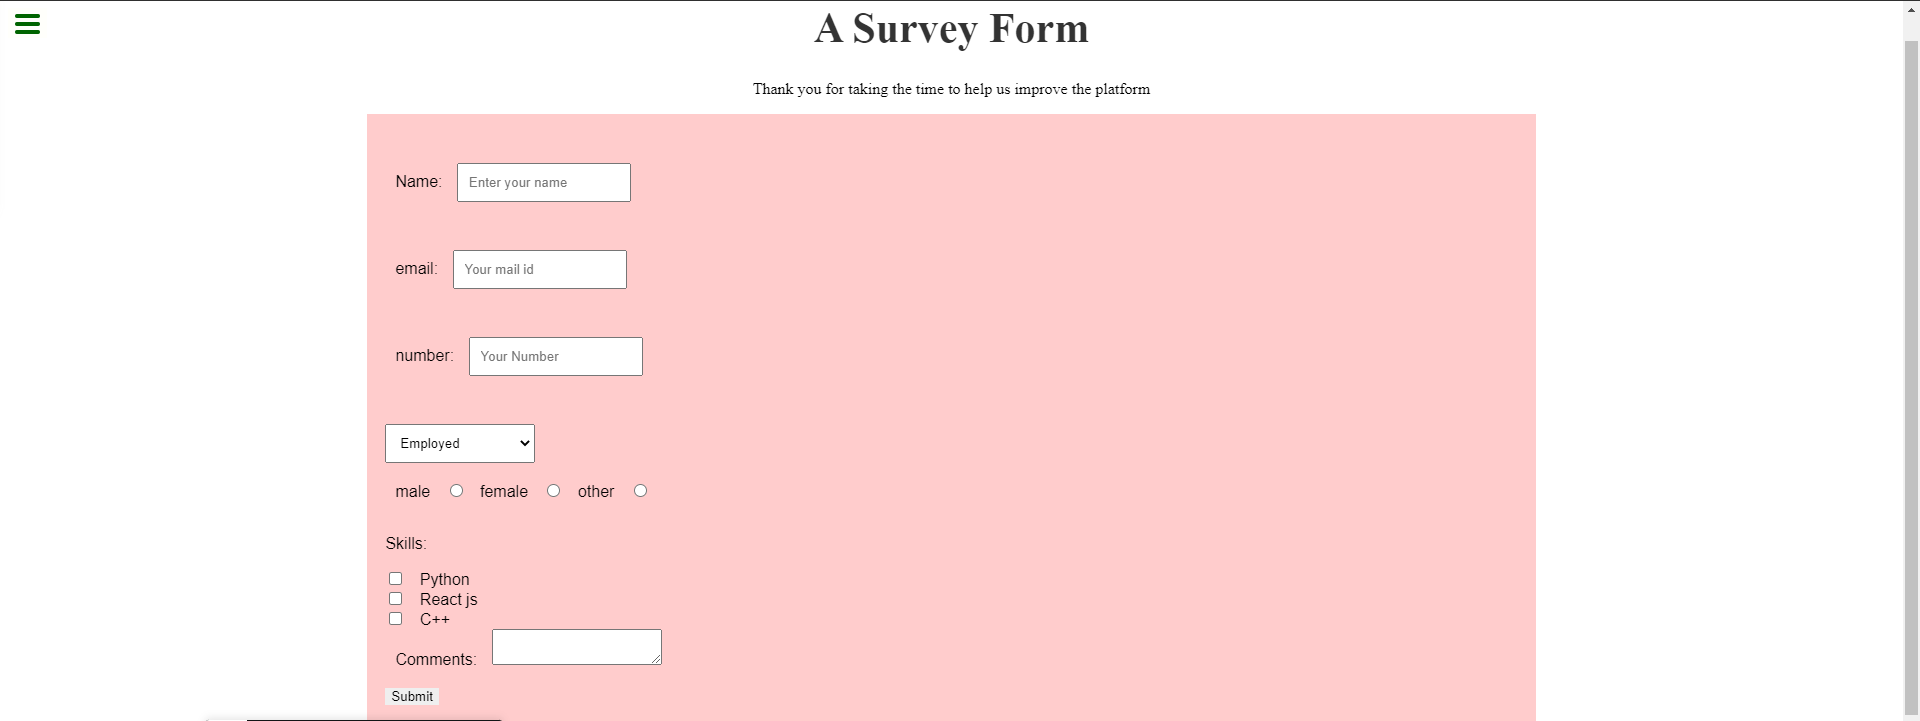 A Survey Form
Thank you for taking the time to help us improve the platform
Name: Enter your name
email: Your mail id
number: Your Number
Employed
male female other
Skills:
Python
React js
C++
Comments:
Submit